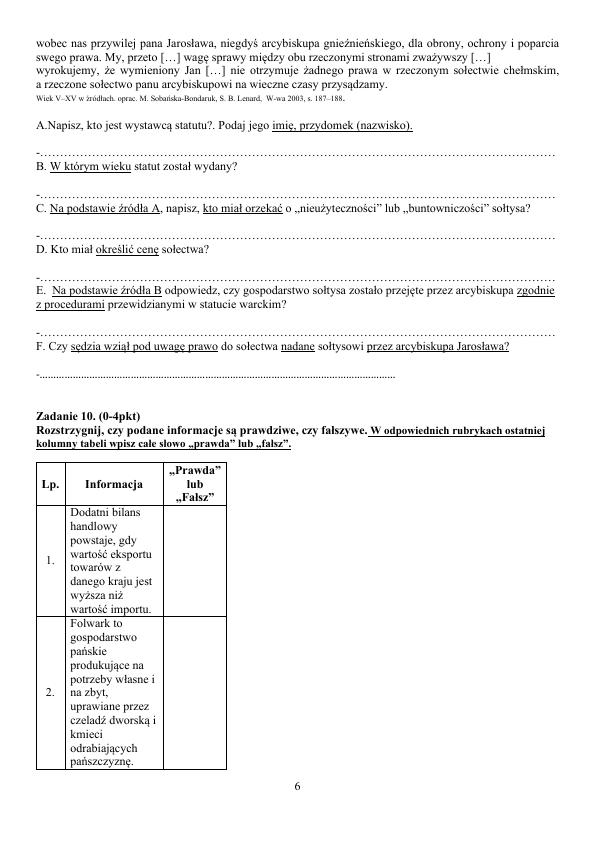 wobec nas przywilej pana Jarosława, niegdyś arcybiskupa gnieźnieńskiego, dla obrony, ochrony i poparcia
swego prawa. My, przeto […] wagę sprawy między obu rzeczonymi stronami zważywszy […]
wyrokujemy, że wymieniony Jan […] nie otrzymuje żadnego prawa w rzeczonym sołectwie chełmskim,
a rzeczone sołectwo panu arcybiskupowi na wieczne czasy przysądzamy.
Wiek V–XV w źródłach. oprac. M. Sobańska-Bondaruk, S. B. Lenard, W-wa 2003, s. 187–188.
A.Napisz, kto jest wystawcą statutu?. Podaj jego imię, przydomek (nazwisko).
-……………………………………………………………………………………………………………
B. W którym wieku statut został wydany?
-……………………………………………………………………………………………………………
C. Na podstawie źródła A, napisz, kto miał orzekać o „nieużyteczności” lub „buntowniczości” sołtysa?
-……………………………………………………………………………………………………………
D. Kto miał określić cenę sołectwa?
-……………………………………………………………………………………………………………
E. Na podstawie źródła B odpowiedz, czy gospodarstwo sołtysa zostało przejęte przez arcybiskupa zgodnie
z procedurami przewidzianymi w statucie warckim?
-……………………………………………………………………………………………………………
F. Czy sędzia wziął pod uwagę prawo do sołectwa nadane sołtysowi przez arcybiskupa Jarosława?
-...........................................................................................................
Zadanie 10. (0-4pkt)
Rozstrzygnij, czy podane informacje są prawdziwe, czy fałszywe. W odpowiednich rubrykach ostatniej
kolumny tabeli wpisz całe słowo „prawda” lub „fałsz”.
Lp.
Informacja
„Prawda”
lub
„Fałsz”
1.
Dodatni bilans
handlowy
powstaje, gdy
wartość eksportu
towarów z
danego kraju jest
wyższa niż
wartość importu.
2.
Folwark to
gospodarstwo
pańskie
produkujące na
potrzeby własne i
na zbyt,
uprawiane przez
czeladź dworską i
kmieci
odrabiających
pańszczyznę.
6